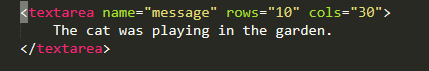 <textarea name="message" rows="10" cols="30">
The cat was playing in the garden.
</textarea>